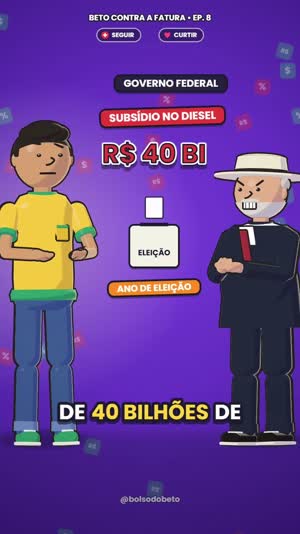 BETO CONTRA A FATURA • EP. 8
SEGUIR
CURTIR
GOVERNO FEDERAL
SUBSÍDIO NO DIESEL
R$ 40 BI
ELEIÇÃO
ANO DE ELEIÇÃO
DE 40 BILHÕES DE
@bolsodobeto